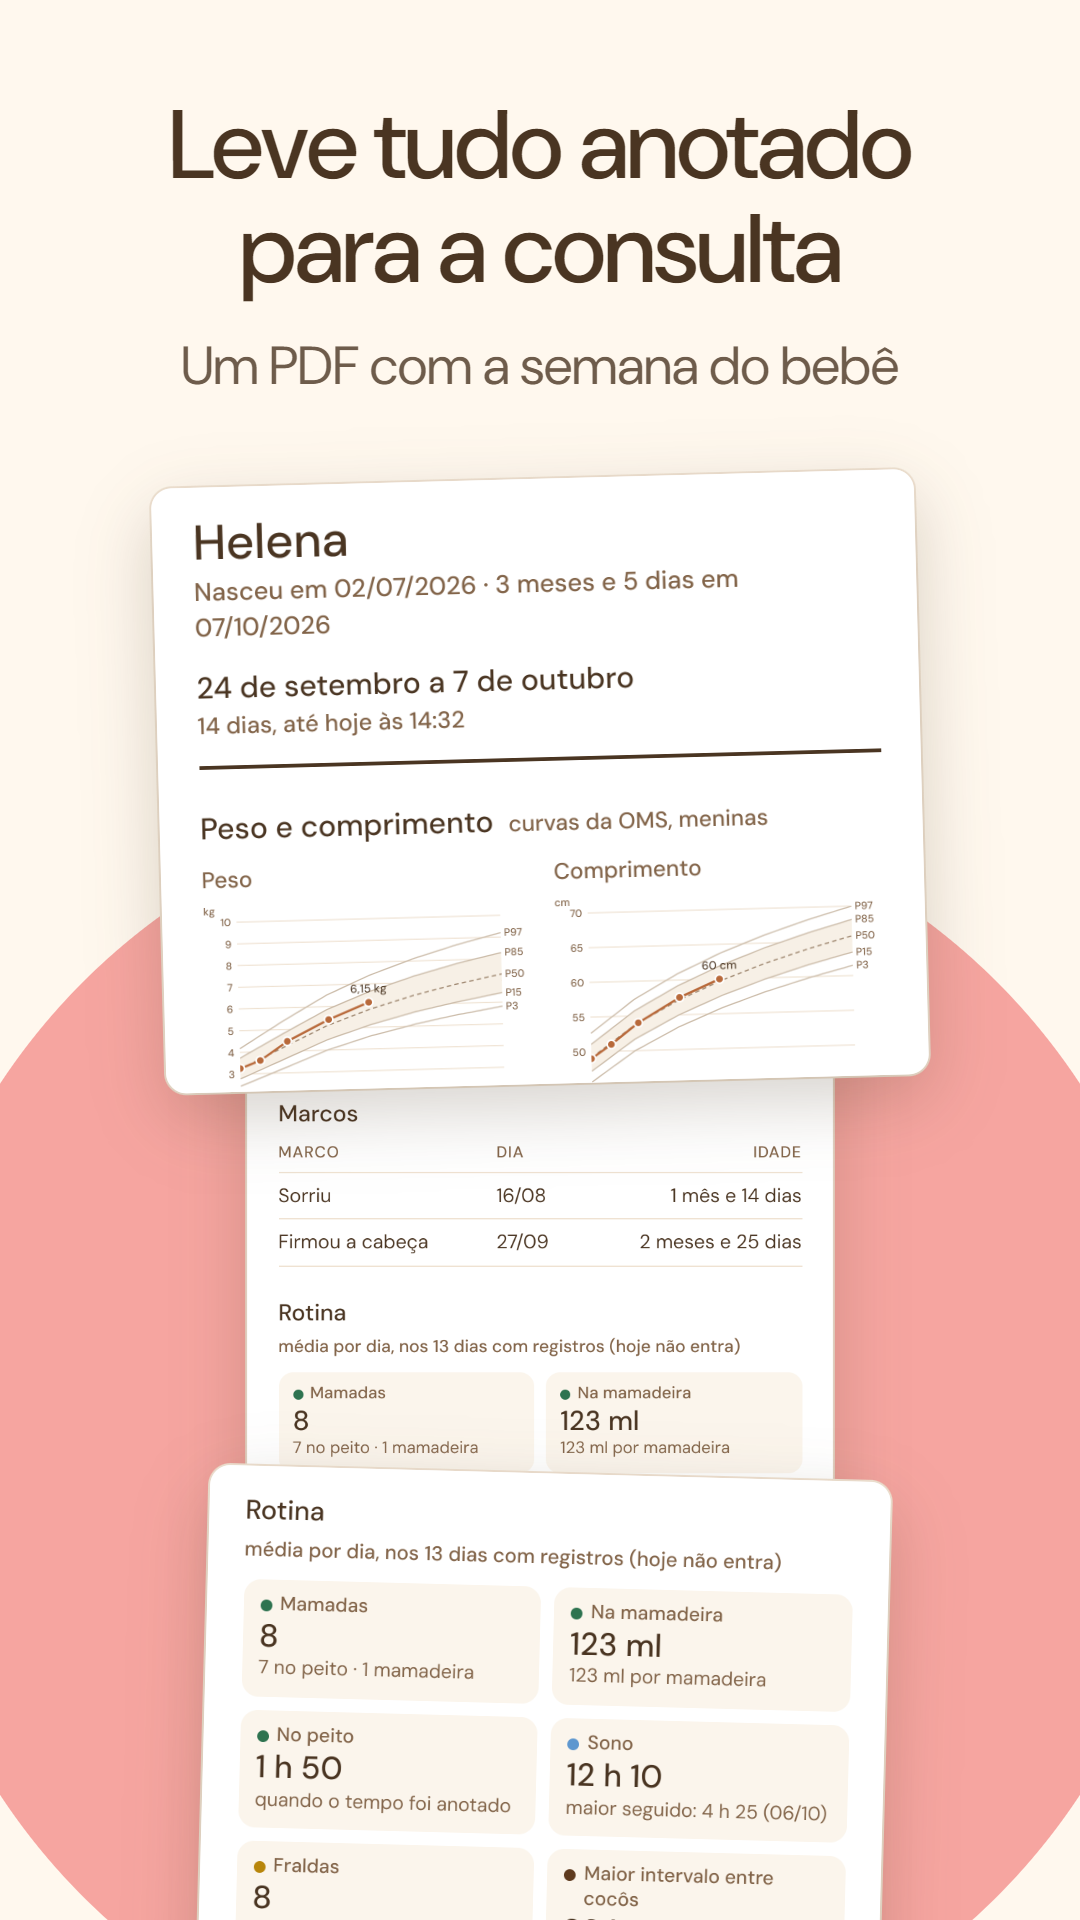 Leve tudo anotado
para a consulta
Um PDF com a semana do bebê
Helena
Nasceu em 02/07/2026 · 3 meses e 5 dias em
07/10/2026
24 de setembro a 7 de outubro
14 dias, até hoje às 14:32
Peso e comprimento curvas da OMS, meninas
Peso
kg
10
9
8
7
6
5
4
3
6,15 kg
P97
P85
P50
P15
P3
Comprimento
cm
70
65
60
55
50
60 cm
P97
P85
P50
P15
P3
Marcos
MARCO DIA IDADE
Sorriu 16/08 1 mês e 14 dias
Firmou a cabeça 27/09 2 meses e 25 dias
Rotina
média por dia, nos 13 dias com registros (hoje não entra)
Mamadas
8
7 no peito · 1 mamadeira
Na mamadeira
123 ml
123 ml por mamadeira
Rotina
média por dia, nos 13 dias com registros (hoje não entra)
Mamadas
8
7 no peito · 1 mamadeira
Na mamadeira
123 ml
123 ml por mamadeira
No peito
1 h 50
quando o tempo foi anotado
Sono
12 h 10
maior seguido: 4 h 25 (06/10)
Fraldas
8
Maior intervalo entre
cocôs